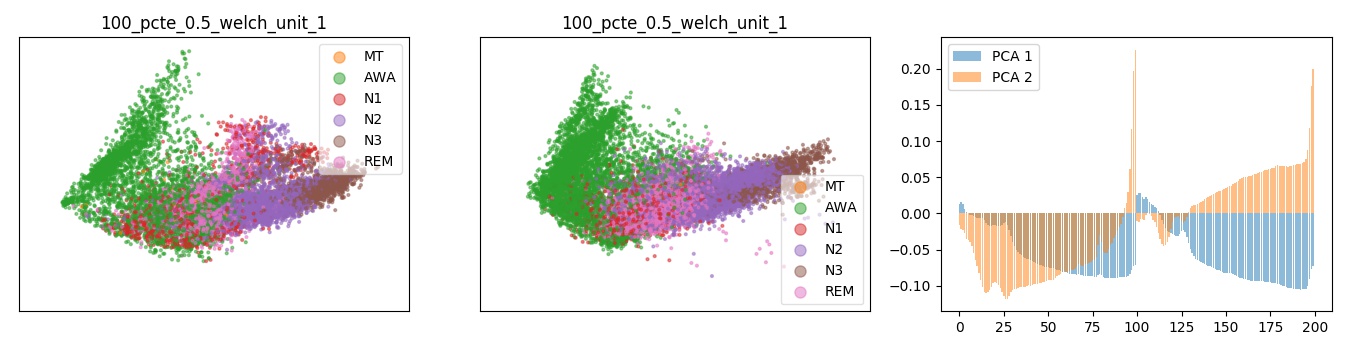 100_pcte_0.5_welch_unit_1
MT
AWA
N1
N2
N3
REM
100_pcte_0.5_welch_unit_1
MT
AWA
N1
N2
N3
REM
PCA 1
PCA 2
0.20
0.15
0.10
0.05
0.00
−0.05
−0.10
0 25 50 75 100 125 150 175 200